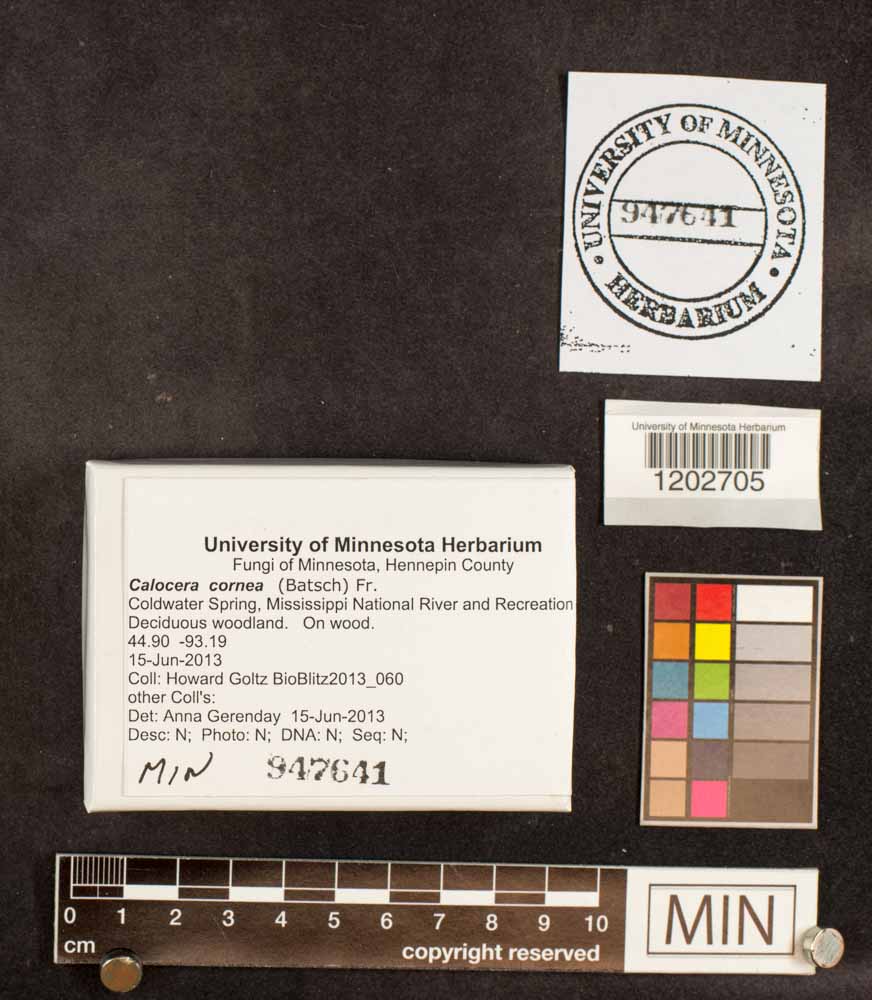 UNIVERSITY OF MINNESOTA
947641
HERBARIUM
University of Minnesota Herbarium
1202705
University of Minnesota Herbarium
Fungi of Minnesota, Hennepin County
Calocera cornea (Batsch) Fr.
Coldwater Spring, Mississippi National River and Recreation
Deciduous woodland. On wood.
44.90 -93.19
15-Jun-2013
Coll: Howard Goltz BioBlitz2013_060
other Coll's:
Det: Anna Gerenday 15-Jun-2013
Desc: N; Photo: N; DNA: N; Seq: N;
MIN 947641
0 1 2 3 4 5 6 7 8 9 10
cm
copyright reserved
MIN